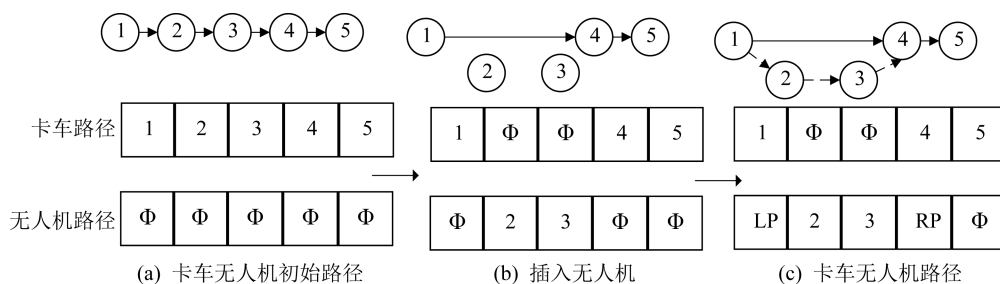 1 2 3 4 5
1 4 5
2 3
1 4 5
2 3
卡车路径 1 2 3 4 5
1 Φ Φ 4 5
1 Φ Φ 4 5
无人机路径 Φ Φ Φ Φ Φ
Φ 2 3 Φ Φ
LP 2 3 RP Φ
(a) 卡车无人机初始路径
(b) 插入无人机
(c) 卡车无人机路径